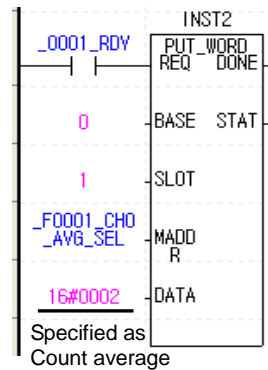 INST2
_0001_RDY
PUT_WORD
REQ DONE
0
BASE STAT
1
SLOT
_F0001_CH0
_AVG_SEL
MADD
R
16#0002
DATA
Specified as
Count average